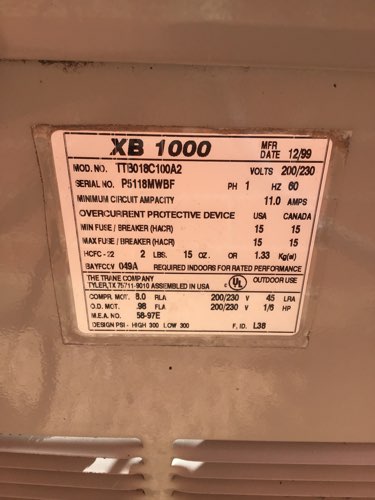 XB 1000 MFR DATE 12/99
MOD. NO. TTB018C100A2 VOLTS 200/230
SERIAL NO. P5118MWBF PH 1 HZ 60
MINIMUM CIRCUIT AMPACITY 11.0 AMPS
OVERCURRENT PROTECTIVE DEVICE USA CANADA
MIN FUSE / BREAKER (HACR) 15 15
MAX FUSE / BREAKER (HACR) 15 15
HCFC-22 2 LBS. 15 OZ. OR 1.33 Kg(s)
BAYFCCV 049A REQUIRED INDOORS FOR RATED PERFORMANCE
THE TRANE COMPANY UL OUTDOOR USE
TYLER, TX 75711-9010 ASSEMBLED IN USA
COMPR. MOT. 8.0 RLA 200/230 V 45 LRA
O.D. MOT. .98 FLA 200/230 V 1/6 HP
M.E.A. NO. 56-97E
DESIGN PSI - HIGH 300 LOW 300 F. ID. L38